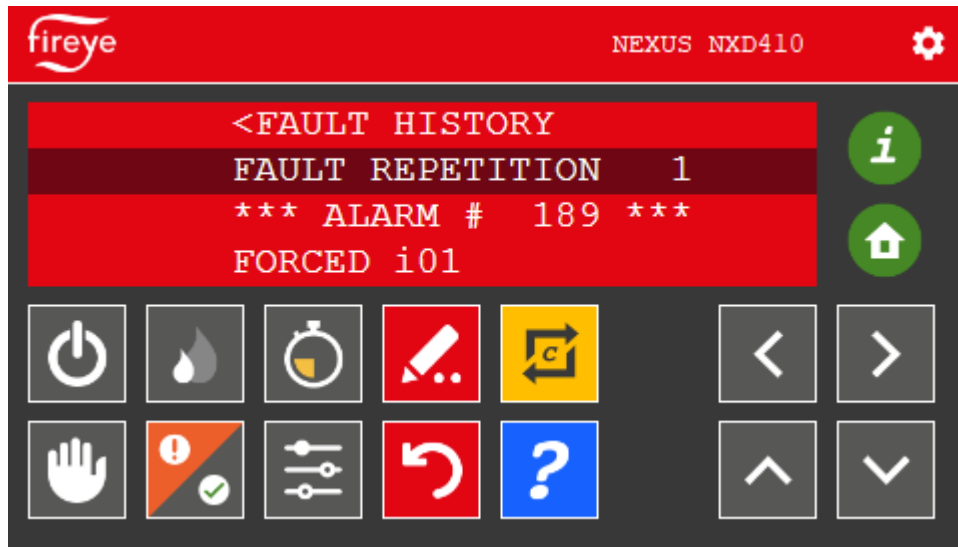 fireye
NEXUS NXD410
<FAULT HISTORY
FAULT REPETITION 1
*** ALARM # 189 ***
FORCED i01
i
C
?